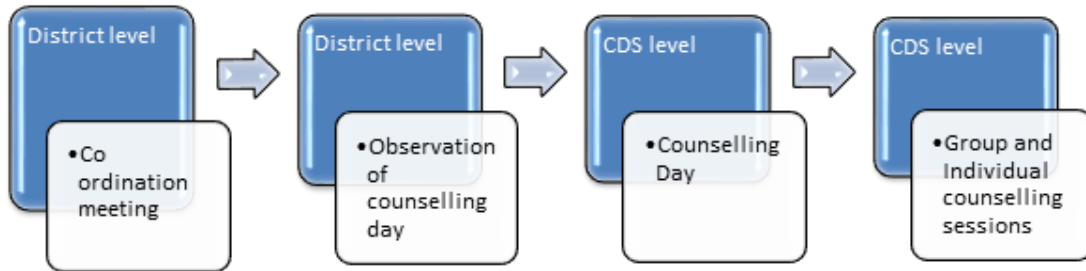 District level
•Co
ordination
meeting
District level
•Observation
of
counselling
day
CDS level
•Counselling
Day
CDS level
•Group and
Individual
counselling
sessions